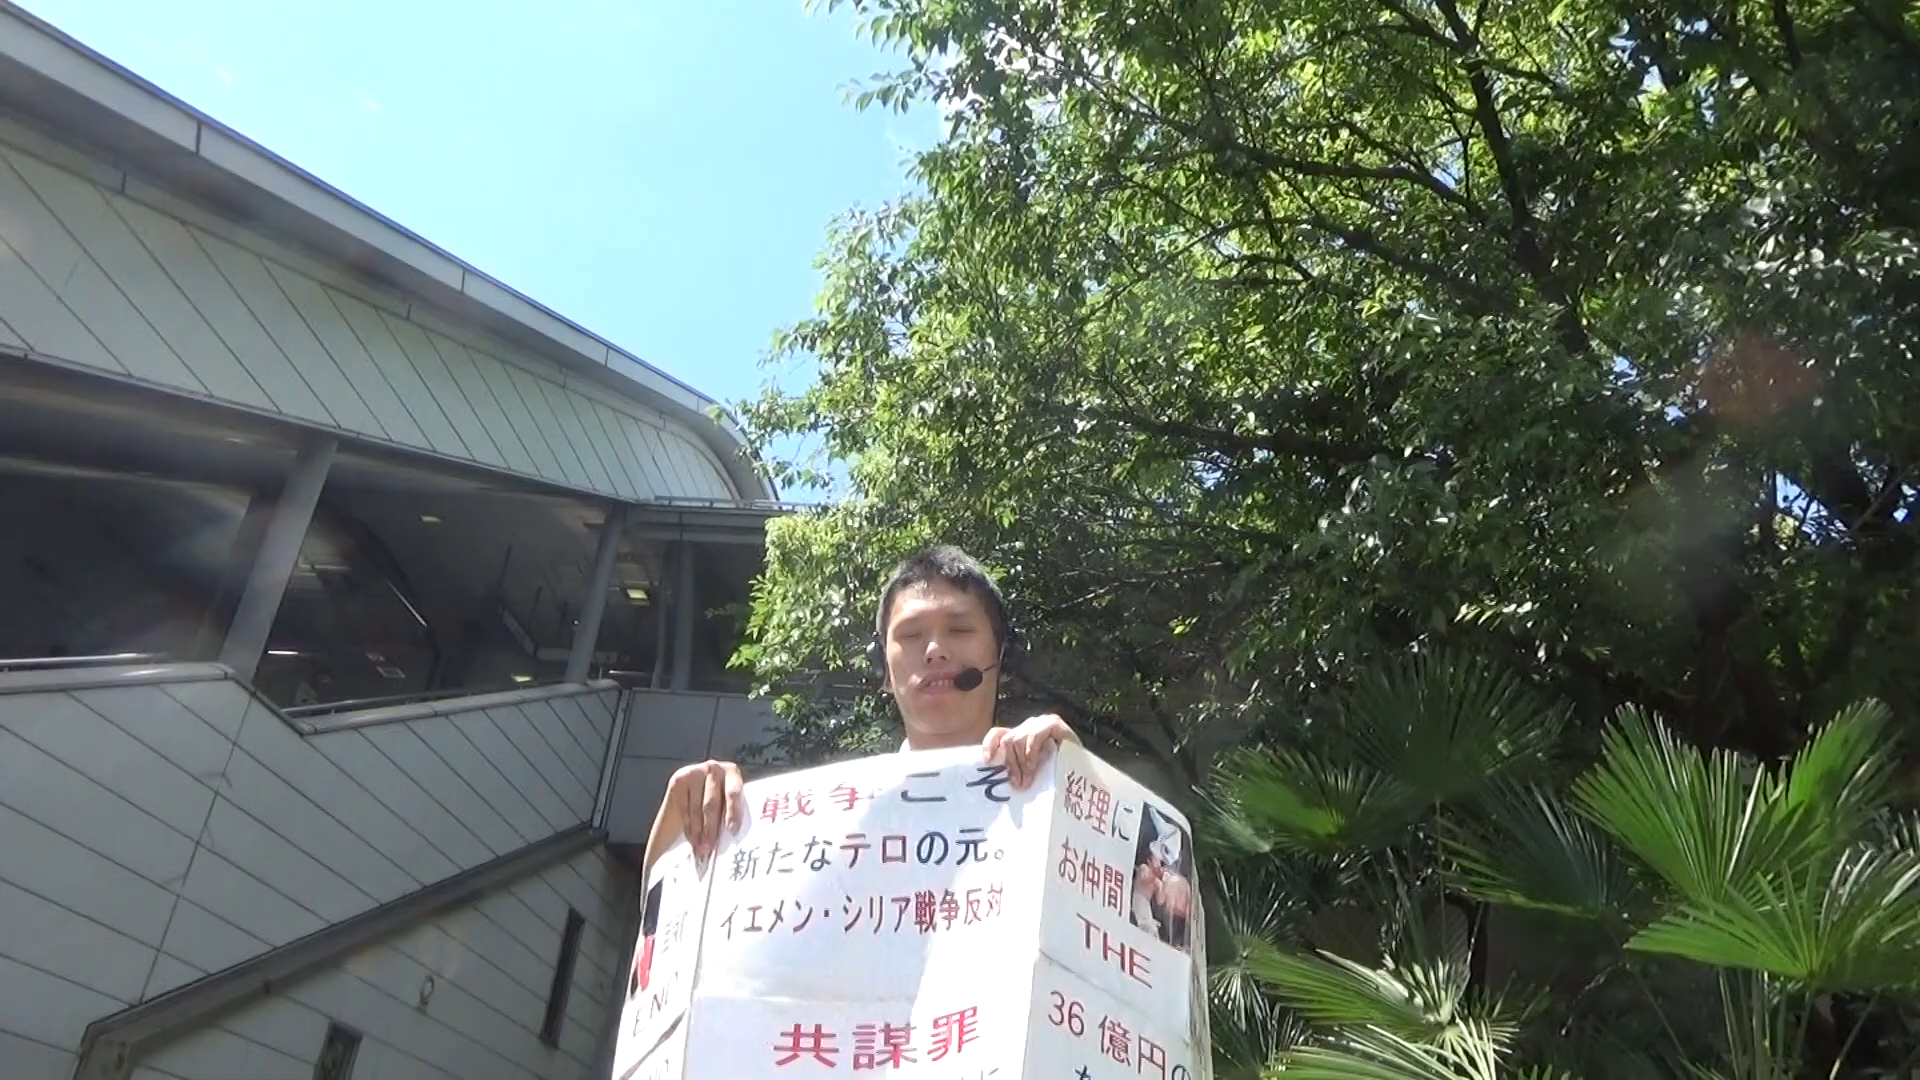 戦争こそ
新たなテロの元。
イエメン・シリア戦争反対
共謀罪
総理に
お仲間
THE
36億円の